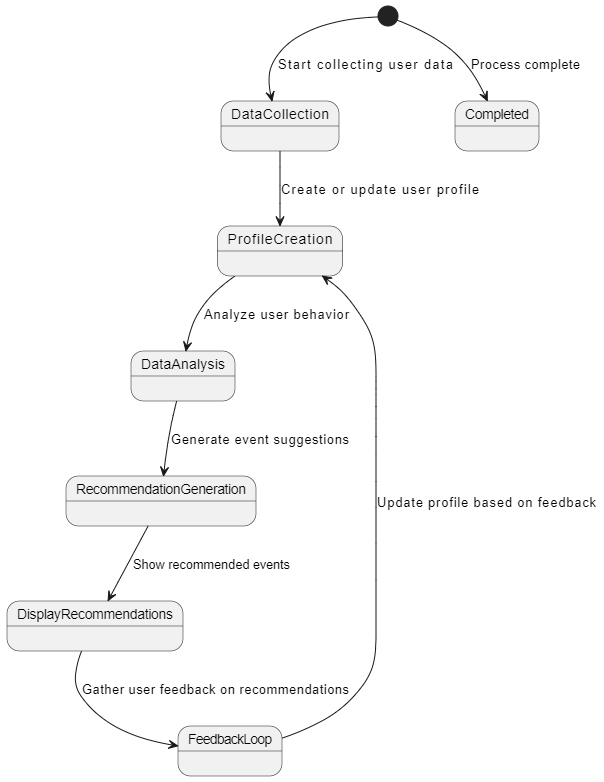 Start collecting user data
Process complete
DataCollection
Completed
Create or update user profile
ProfileCreation
Analyze user behavior
DataAnalysis
Generate event suggestions
RecommendationGeneration
Update profile based on feedback
Show recommended events
DisplayRecommendations
Gather user feedback on recommendations
FeedbackLoop